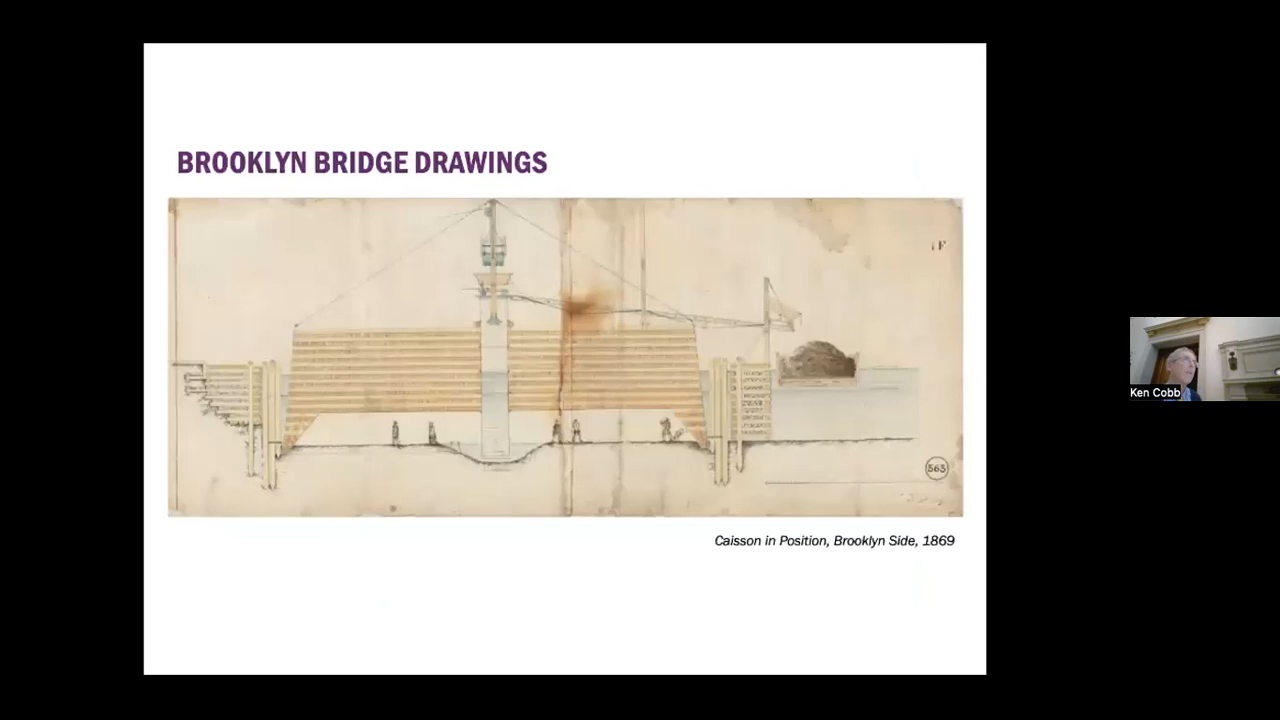 BROOKLYN BRIDGE DRAWINGS
F
563
Caisson in Position, Brooklyn Side, 1869
Ken Cobb